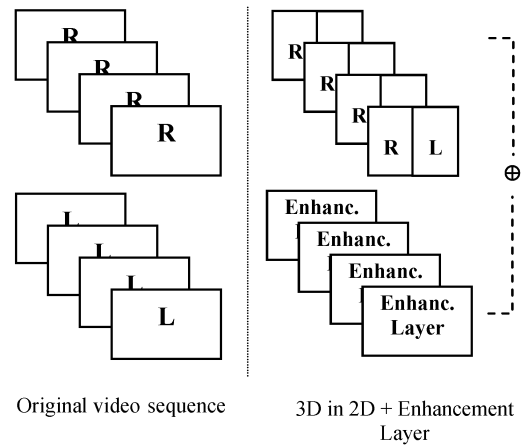 R
R
R
R
L
L
L
L
Original video sequence
R
R
R
R L
⊕
Enhanc.
Enhanc.
Enhanc.
Enhanc.
Layer
3D in 2D + Enhancement
Layer